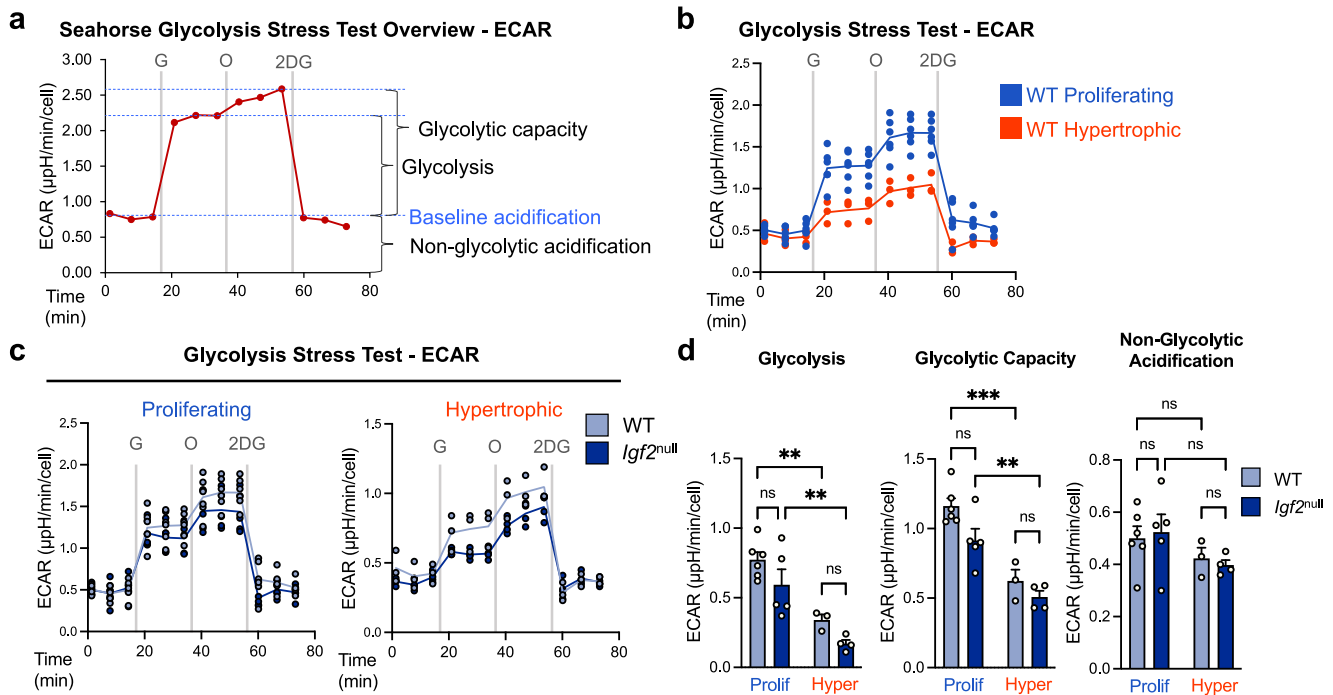 a
Seahorse Glycolysis Stress Test Overview - ECAR
G
O
2DG
ECAR (µpH/min/cell)
3.00
2.50
2.00
1.50
1.00
0.50
0.00
0
20
40
60
80
Time
(min)
Glycolytic capacity
Glycolysis
Baseline acidification
Non-glycolytic acidification
b
Glycolysis Stress Test - ECAR
G
O
2DG
ECAR (µpH/min/cell)
2.5
2.0
1.5
1.0
0.5
0.0
0
20
40
60
80
Time
(min)
WT Proliferating
WT Hypertrophic
c
Glycolysis Stress Test - ECAR
Proliferating
G
O
2DG
ECAR (µpH/min/cell)
2.5
2.0
1.5
1.0
0.5
0.0
0
20
40
60
80
Time
(min)
Hypertrophic
G
O
2DG
ECAR (µpH/min/cell)
1.5
1.0
0.5
0.0
0
20
40
60
80
Time
(min)
WT
Igf2null
d
Glycolysis
**
ns
**
ns
ECAR (µpH/min/cell)
1.5
1.0
0.5
0.0
Prolif
Hyper
Glycolytic Capacity
***
ns
**
ns
ECAR (µpH/min/cell)
1.5
1.0
0.5
0.0
Prolif
Hyper
Non-Glycolytic
Acidification
ns
ns
ns
ns
ECAR (µpH/min/cell)
0.8
0.6
0.4
0.2
0.0
Prolif
Hyper
WT
Igf2null